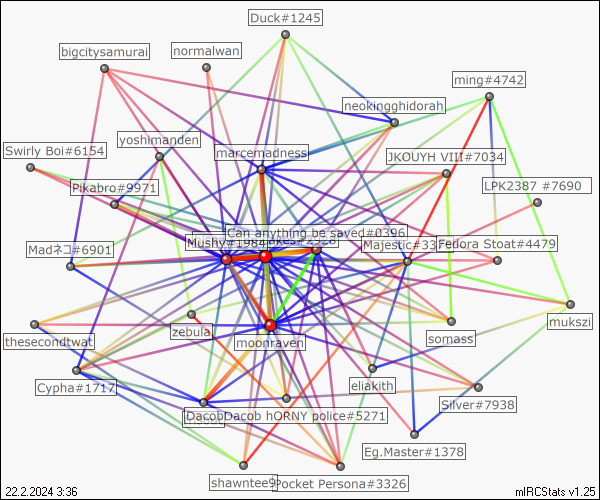 Duck#1245
bigcitysamurai
normalwan
ming#4742
neokingghidorah
yoshimanden
Swirly Boi#6154
marcemadness
JKOUYH VIII#7034
LPK2387 #7690
Pikabro#9971
Can anything be saved#0396
Mushy#1984
Majestic#33
Fedora Stoat#4479
Madネコ#6901
mukszi
zebula
moonraven
somass
thesecondtwat
Cypha#1717
eliakith
DacobDacob hORNY police#5271
Silver#7938
Eg.Master#1378
shawntee9
Pocket Persona#3326
22.2.2024 3:36
mIRCStats v1.25